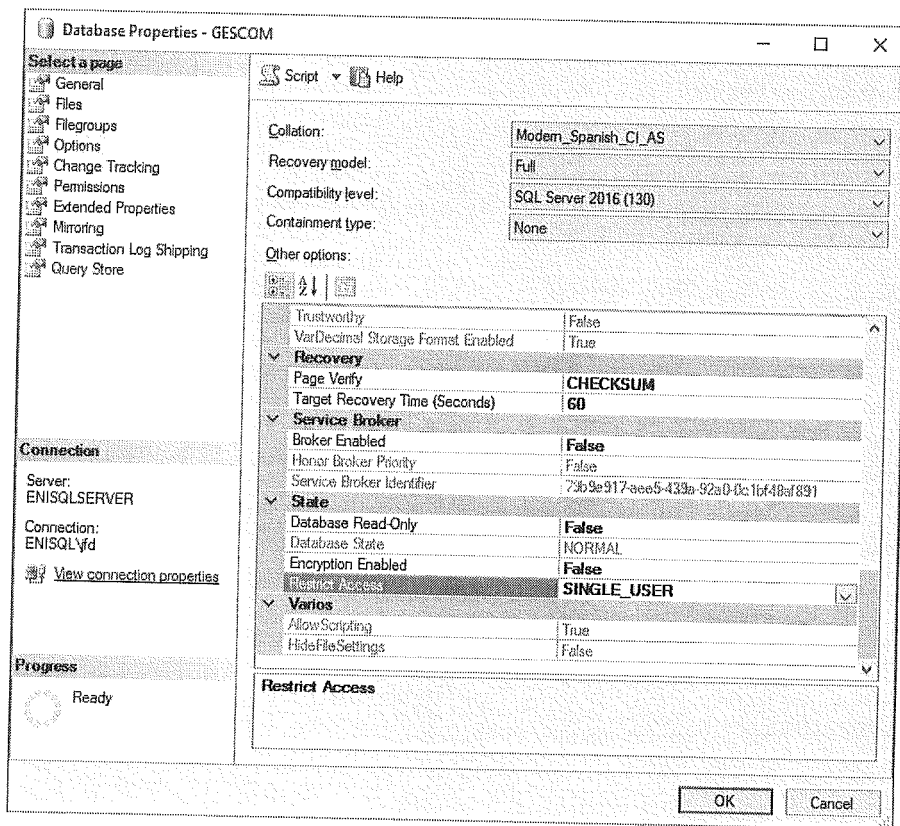 Database Properties - GESCOM
Select a page
General
Files
Filegroups
Options
Change Tracking
Permissions
Extended Properties
Mirroring
Transaction Log Shipping
Query Store
Connection
Server:
ENISQLSERVER
Connection:
ENISQL\jfd
View connection properties
Progress
Ready
Script Help
Collation: Modern_Spanish_CI_AS
Recovery model: Full
Compatibility level: SQL Server 2016 (130)
Containment type: None
Other options:
Trustworthy False
VarDecimal Storage Format Enabled True
Recovery
Page Verify CHECKSUM
Target Recovery Time (Seconds) 60
Service Broker
Broker Enabled False
Honor Broker Priority False
Service Broker Identifier
State
Database Read-Only False
Database State NORMAL
Encryption Enabled False
Restrict Access SINGLE_USER
Varios
AllowScripting True
HideFileSettings False
Restrict Access
OK Cancel